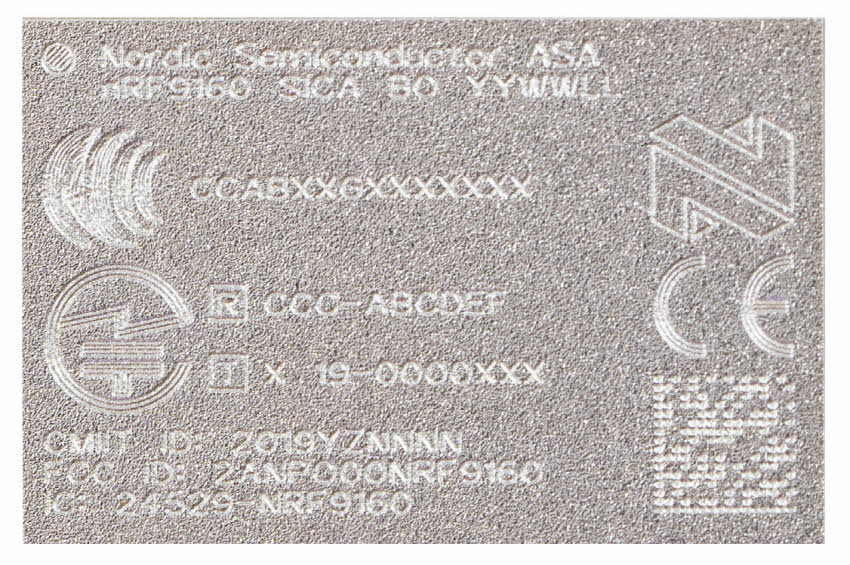 Nordic Semiconductor ASA
nRF9160 SICA B0 YYWWLL
CCABXXGXXXXXXX
R CCC-ABCDEF
T X 19-0000XXX
CMIIT ID: 2019YZNNNN
FCC ID: 2ANPO00NRF9160
IC: 24529-NRF9160
CE